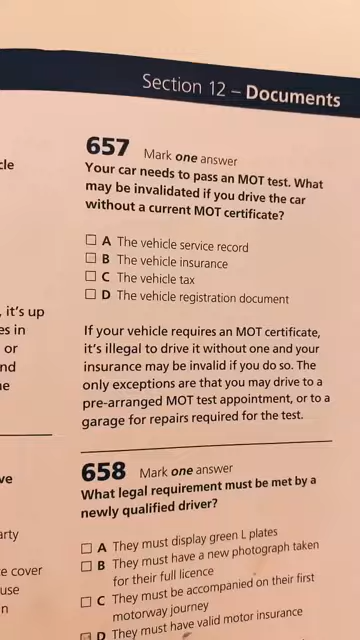 Section 12 – Documents
cle
, it's up
es in
or
nd
ne
ve
arty
e cover
use
n
657 Mark one answer
Your car needs to pass an MOT test. What
may be invalidated if you drive the car
without a current MOT certificate?
A The vehicle service record
B The vehicle insurance
C The vehicle tax
D The vehicle registration document
If your vehicle requires an MOT certificate,
it's illegal to drive it without one and your
insurance may be invalid if you do so. The
only exceptions are that you may drive to a
pre-arranged MOT test appointment, or to a
garage for repairs required for the test.
658 Mark one answer
What legal requirement must be met by a
newly qualified driver?
A They must display green L plates
B They must have a new photograph taken
for their full licence
C They must be accompanied on their first
motorway journey
D They must have valid motor insurance